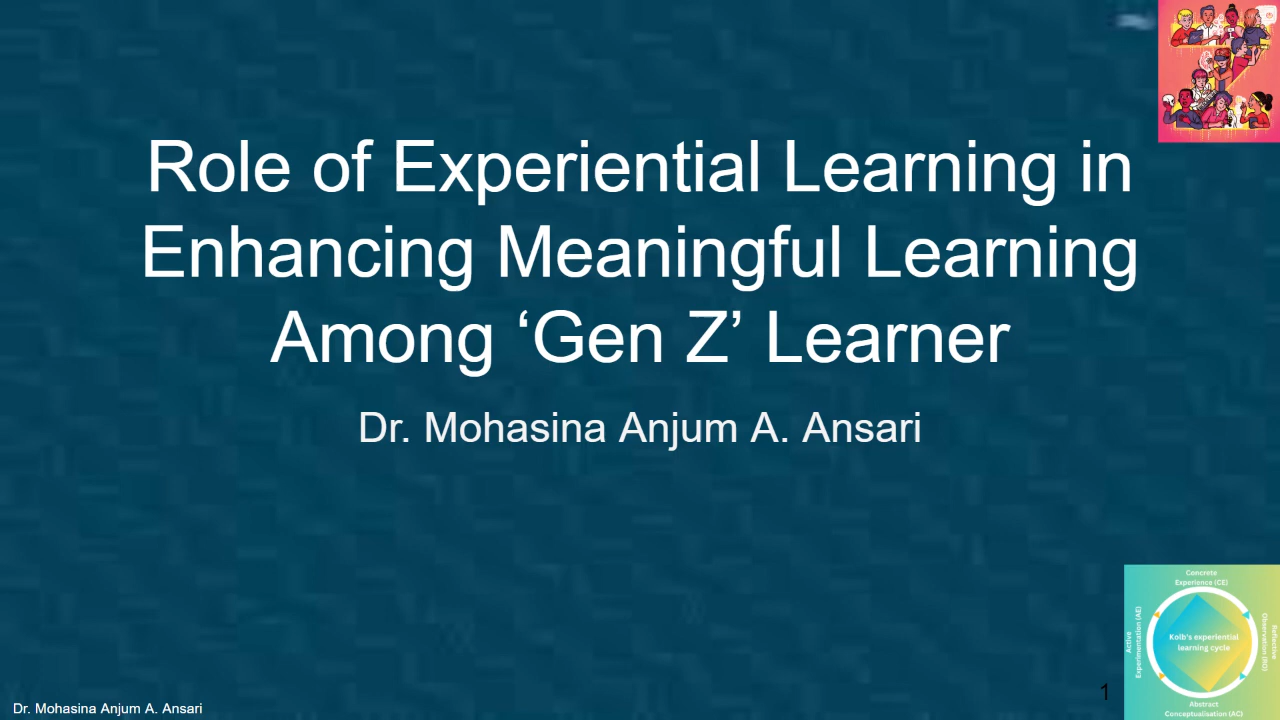 Role of Experiential Learning in
Enhancing Meaningful Learning
Among ‘Gen Z’ Learner
Dr. Mohasina Anjum A. Ansari
Concrete
Experience (CE)
Active
Experimentation (AE)
Kolb's experiential
learning cycle
Reflective
Observation (RO)
Abstract
Conceptualisation (AC)
1
Dr. Mohasina Anjum A. Ansari